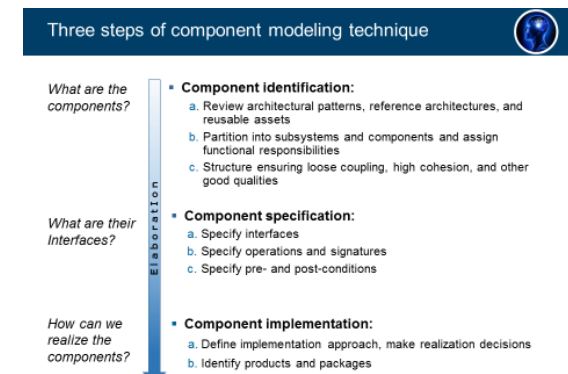 Three steps of component modeling technique
What are the
components?
Component identification:
a. Review architectural patterns, reference architectures, and
reusable assets
b. Partition into subsystems and components and assign
functional responsibilities
c. Structure ensuring loose coupling, high cohesion, and other
good qualities
Elaboration
What are their
Interfaces?
Component specification:
a. Specify interfaces
b. Specify operations and signatures
c. Specify pre- and post-conditions
How can we
realize the
components?
Component implementation:
a. Define implementation approach, make realization decisions
b. Identify products and packages